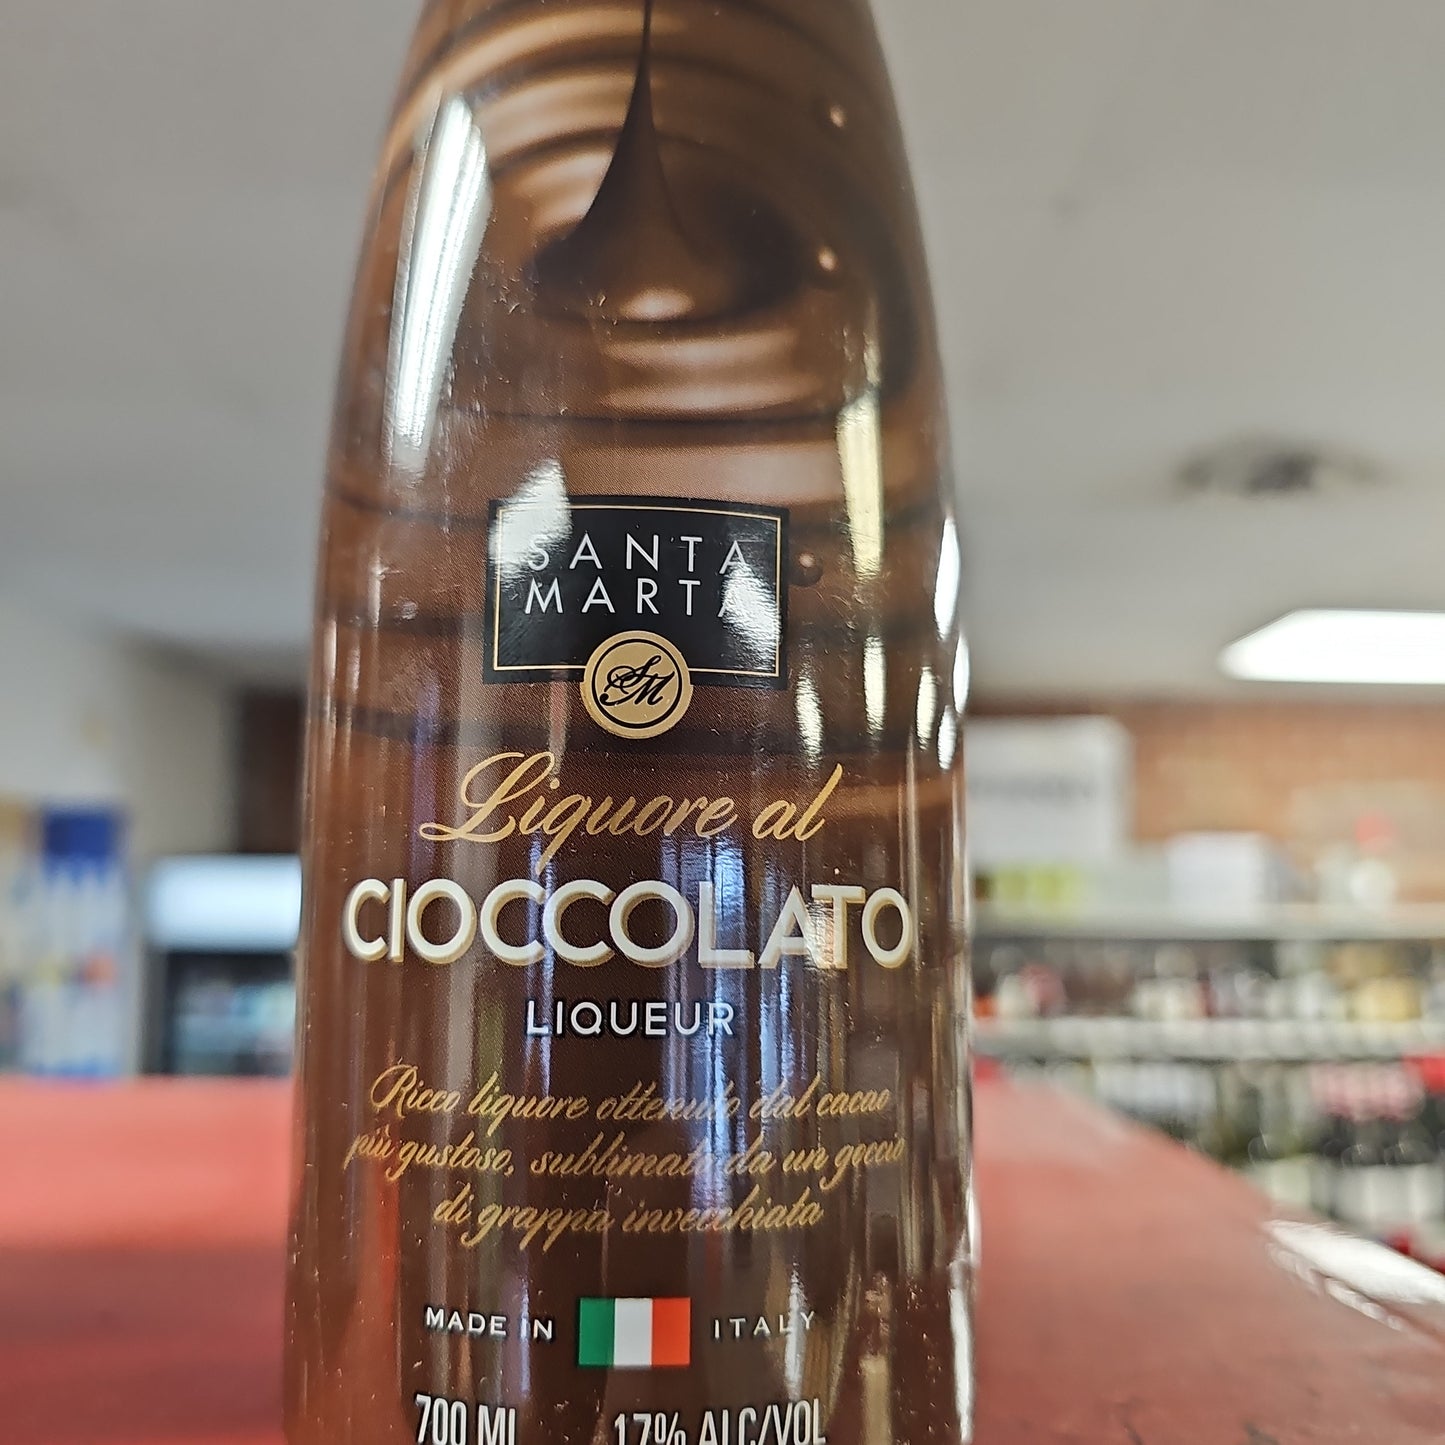 SANTA
MARTA
SM
Liquore al
CIOCCOLATO
LIQUEUR
Ricco liquore ottenuto dal cacao
più gustoso, sublimato da un goccio
di grappa invecchiata
MADE IN ITALY
700 ML 17% ALC/VOL